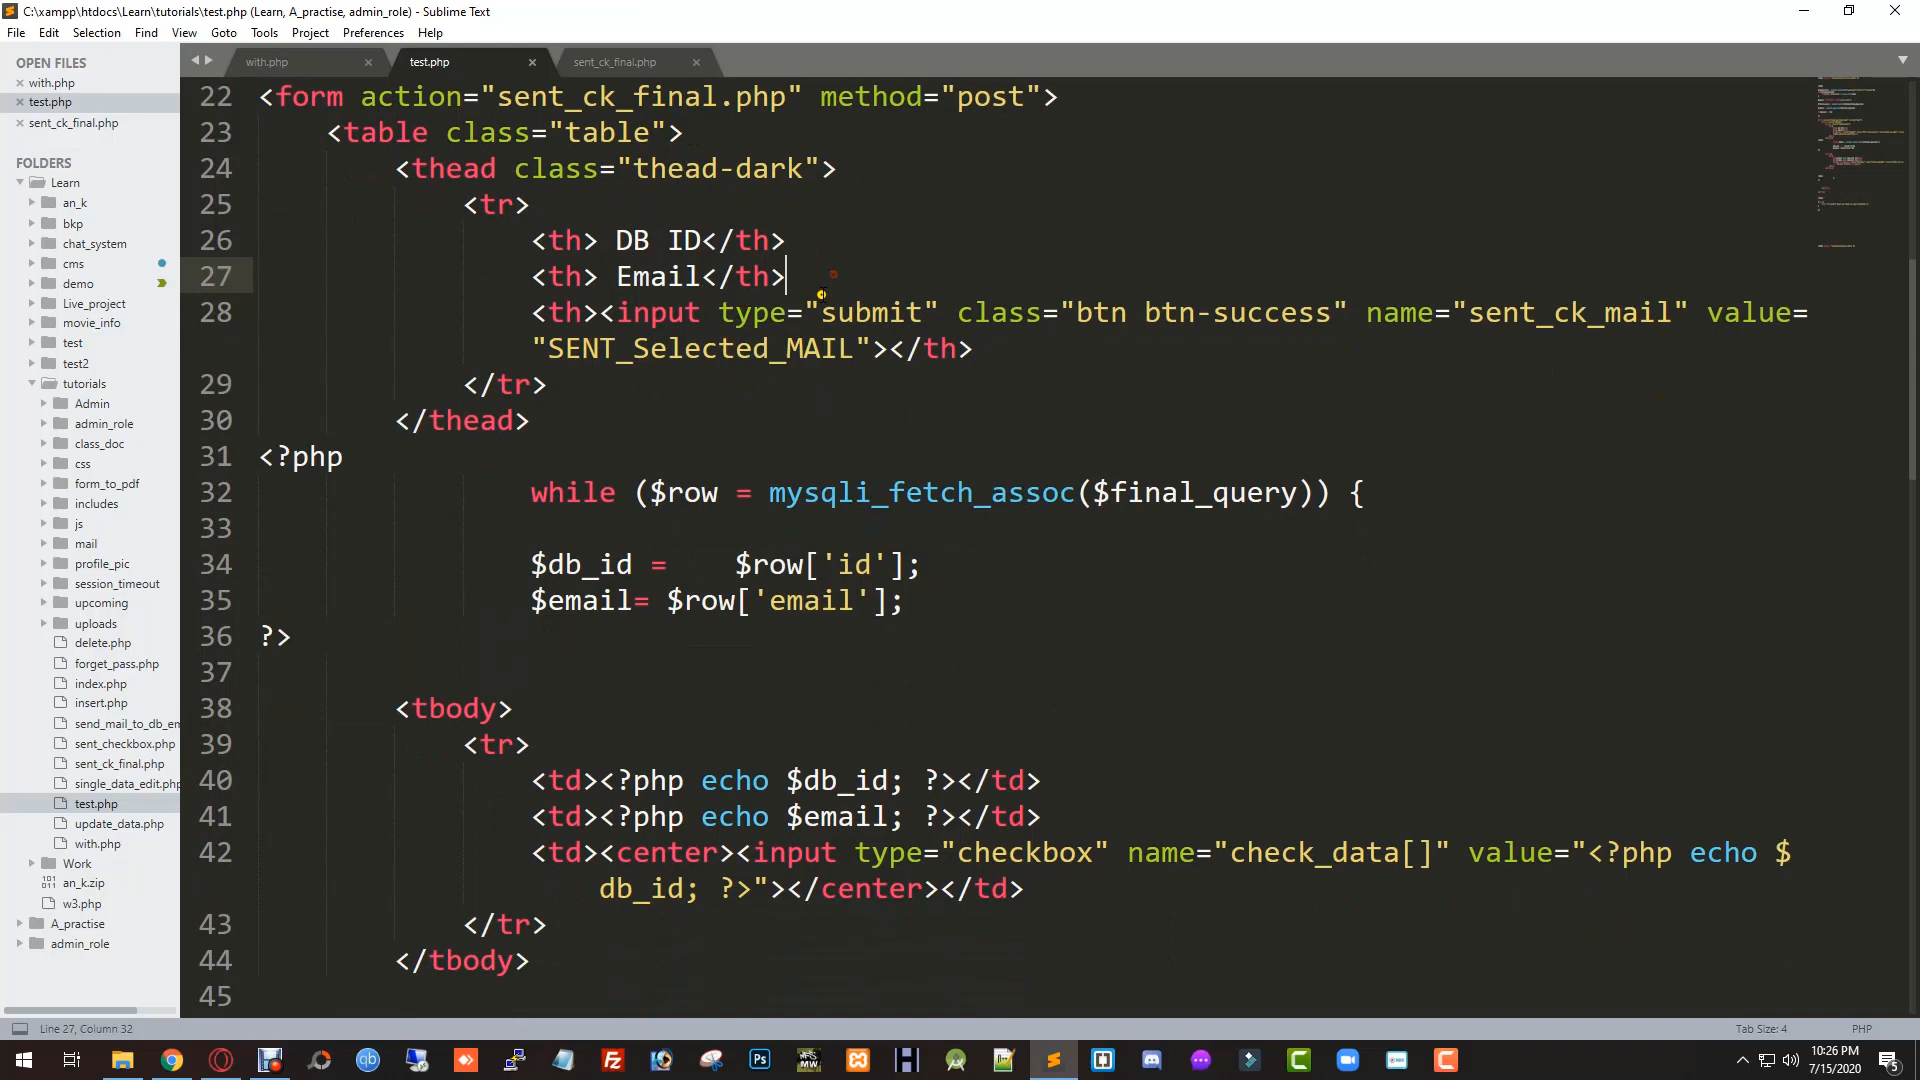 C:\xampp\htdocs\Learn\tutorials\test.php (Learn, A_practise, admin_role) - Sublime Text
File Edit Selection Find View Goto Tools Project Preferences Help
OPEN FILES
with.php
test.php
sent_ck_final.php
FOLDERS
Learn
an_k
bkp
chat_system
cms
demo
Live_project
movie_info
test
test2
tutorials
Admin
admin_role
class_doc
css
form_to_pdf
includes
js
mail
profile_pic
session_timeout
upcoming
uploads
delete.php
forget_pass.php
index.php
insert.php
send_mail_to_db_em
sent_checkbox.php
sent_ck_final.php
single_data_edit.php
test.php
update_data.php
with.php
Work
an_k.zip
w3.php
A_practise
admin_role
with.php test.php sent_ck_final.php
22 <form action="sent_ck_final.php" method="post">
23 <table class="table">
24 <thead class="thead-dark">
25 <tr>
26 <th> DB ID</th>
27 <th> Email</th>
28 <th><input type="submit" class="btn btn-success" name="sent_ck_mail" value=
"SENT_Selected_MAIL"></th>
29 </tr>
30 </thead>
31 <?php
32 while ($row = mysqli_fetch_assoc($final_query)) {
33
34 $db_id = $row['id'];
35 $email= $row['email'];
36 ?>
37
38 <tbody>
39 <tr>
40 <td><?php echo $db_id; ?></td>
41 <td><?php echo $email; ?></td>
42 <td><center><input type="checkbox" name="check_data[]" value="<?php echo $
db_id; ?>"></center></td>
43 </tr>
44 </tbody>
45
Line 27, Column 32 Tab Size: 4 PHP
10:26 PM
7/15/2020